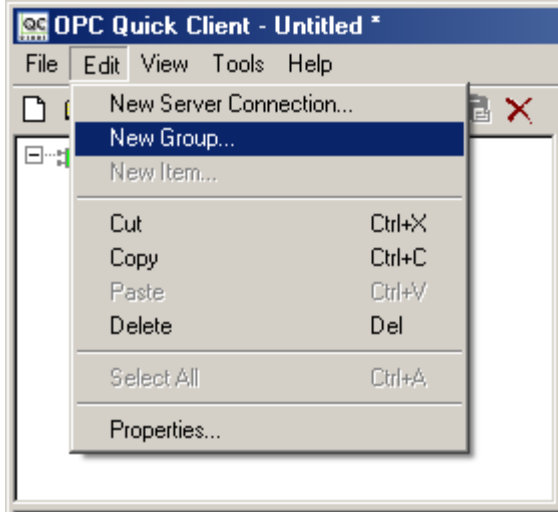 QC OPC Quick Client - Untitled *
File Edit View Tools Help
New Server Connection...
New Group...
New Item...
Cut Ctrl+X
Copy Ctrl+C
Paste Ctrl+V
Delete Del
Select All Ctrl+A
Properties...